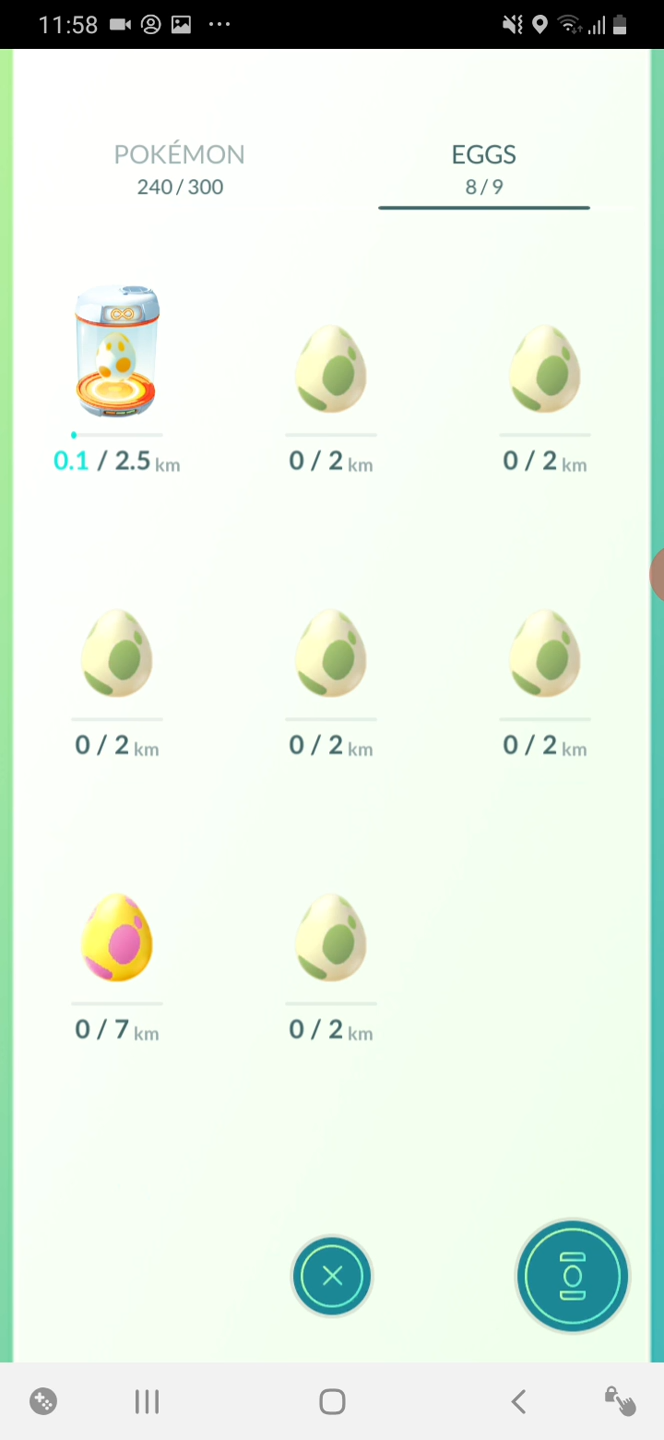 11:58
POKÉMON EGGS
240/300 8/9
0.1 / 2.5 km 0 / 2 km 0 / 2 km
0 / 2 km 0 / 2 km 0 / 2 km
0 / 7 km 0 / 2 km